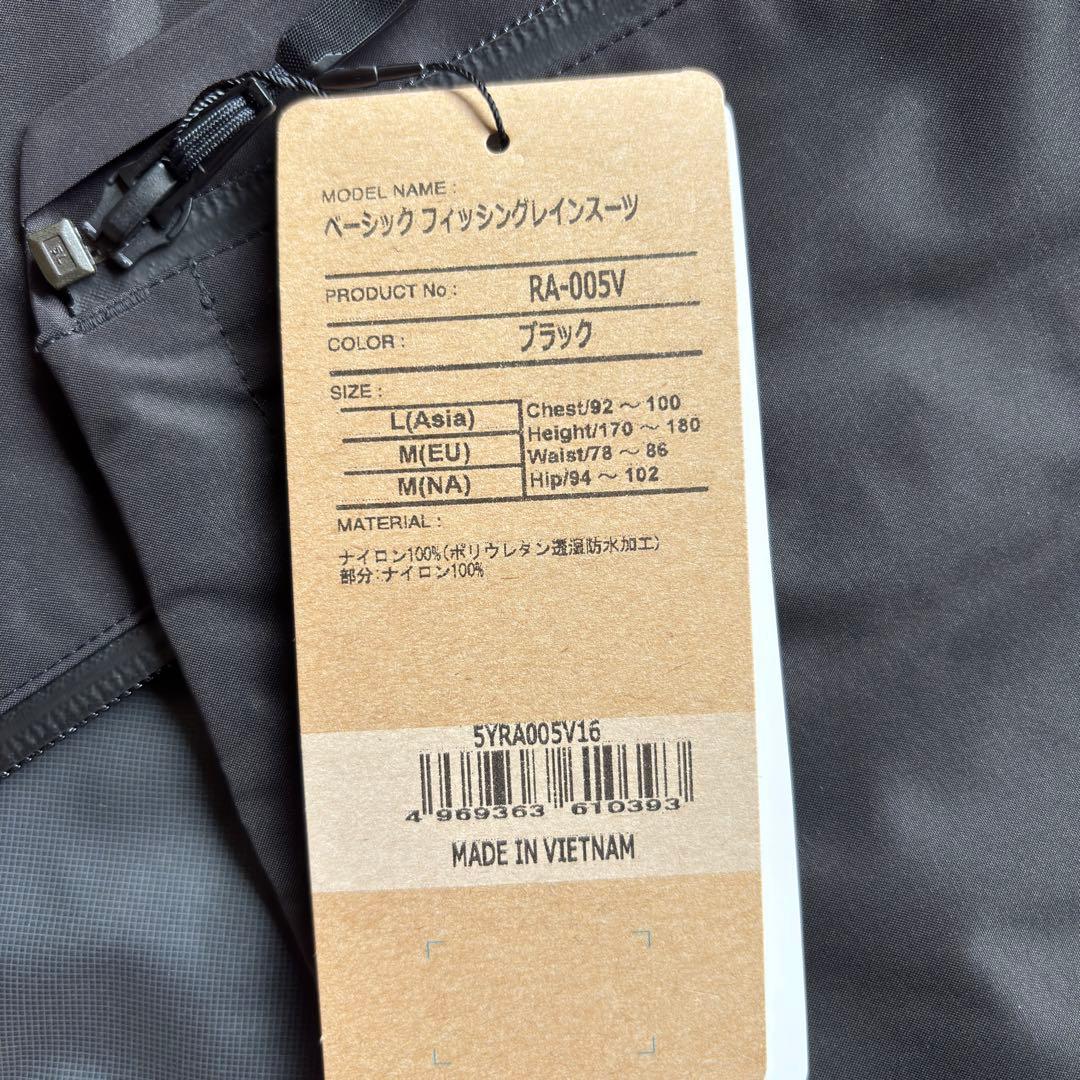 MODEL NAME :
ベーシック フィッシングレインスーツ
PRODUCT No : RA-005V
COLOR : ブラック
SIZE :
L(Asia)
M(EU)
M(NA)
Chest/92 ～ 100
Height/170 ～ 180
Waist/78 ～ 86
Hip/94 ～ 102
MATERIAL :
ナイロン100%(ポリウレタン透湿防水加工)
部分:ナイロン100%
5YRA005V16
4 969363 610393
MADE IN VIETNAM